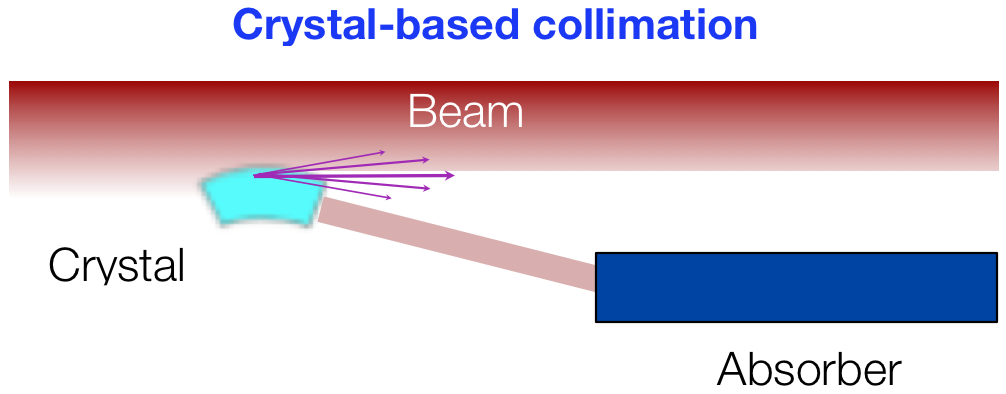 Crystal-based collimation
Beam
Crystal
Absorber